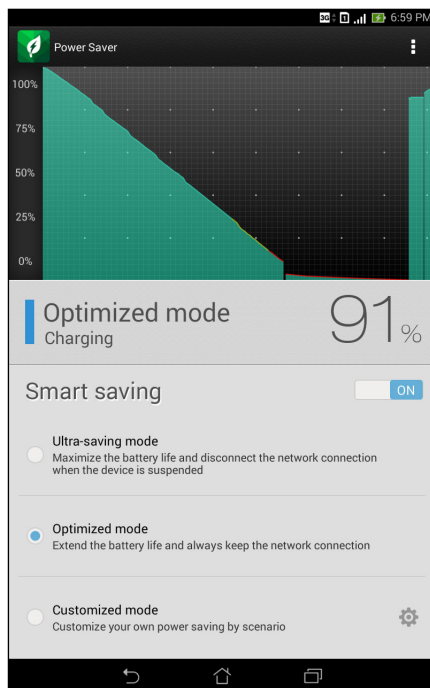 3G 1 6:59 PM
Power Saver
100%
75%
50%
25%
0%
Optimized mode
Charging
91%
Smart saving
ON
Ultra-saving mode
Maximize the battery life and disconnect the network connection
when the device is suspended
Optimized mode
Extend the battery life and always keep the network connection
Customized mode
Customize your own power saving by scenario